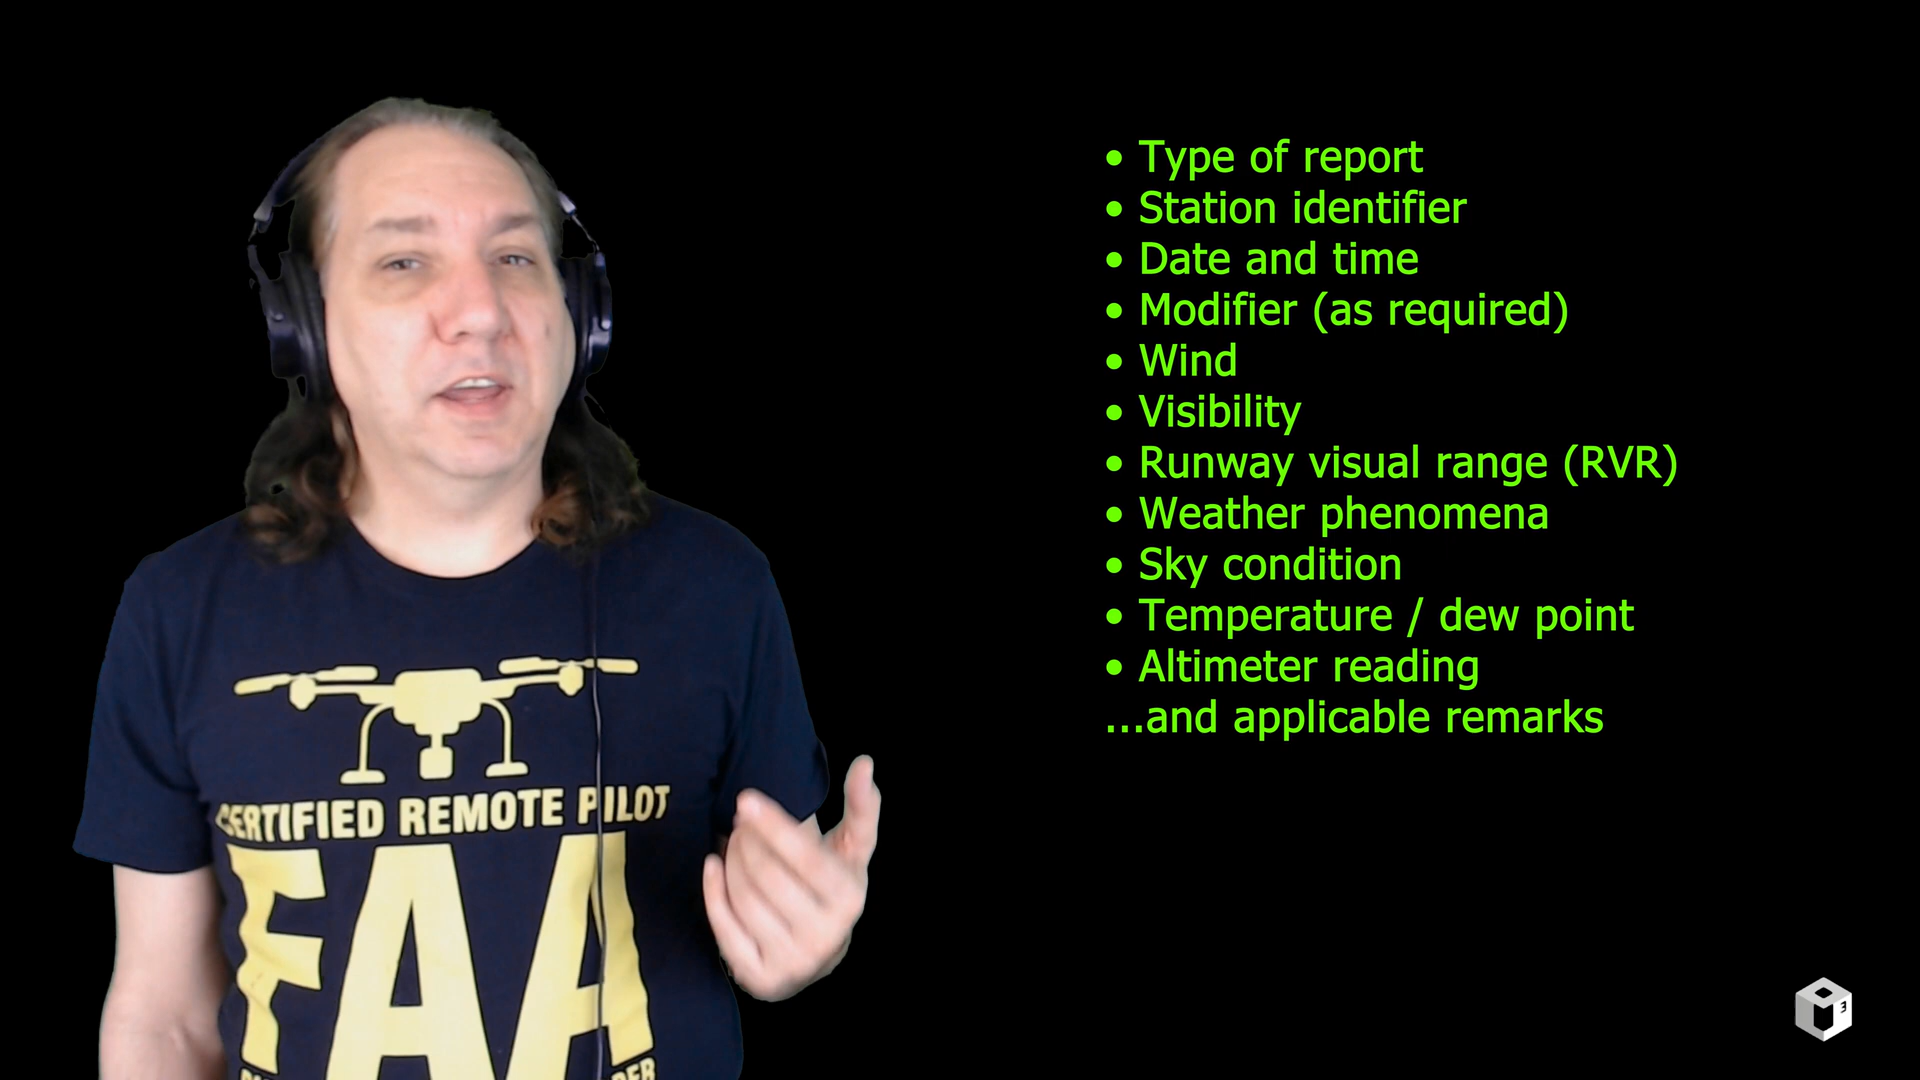 • Type of report
• Station identifier
• Date and time
• Modifier (as required)
• Wind
• Visibility
• Runway visual range (RVR)
• Weather phenomena
• Sky condition
• Temperature / dew point
• Altimeter reading
...and applicable remarks
CERTIFIED REMOTE PILOT
FAA
3